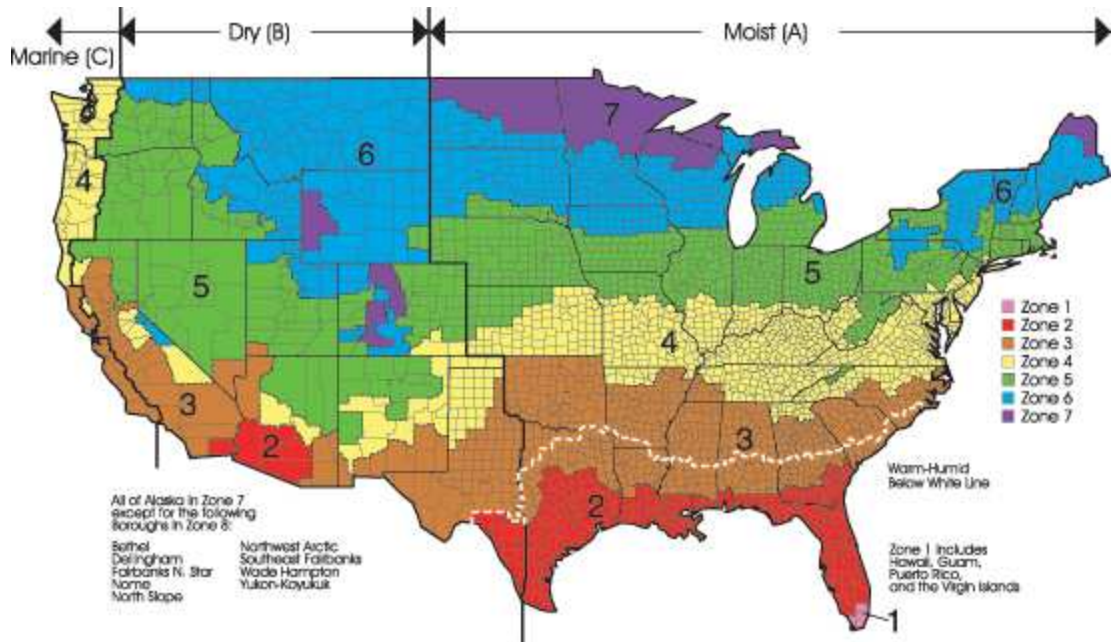 Marine (C)
Dry (B)
Moist (A)
7
6
6
4
5
5
4
3
3
2
2
1
Zone 1
Zone 2
Zone 3
Zone 4
Zone 5
Zone 6
Zone 7
Warm-Humid
Below White Line
All of Alaska in Zone 7
except for the following
Boroughs in Zone 8:
Bethel
Dellingham
Fairbanks N. Star
Nome
North Slope
Northwest Arctic
Southeast Fairbanks
Wade Hampton
Yukon-Koyukuk
Zone 1 includes
Hawaii, Guam,
Puerto Rico,
and the Virgin Islands